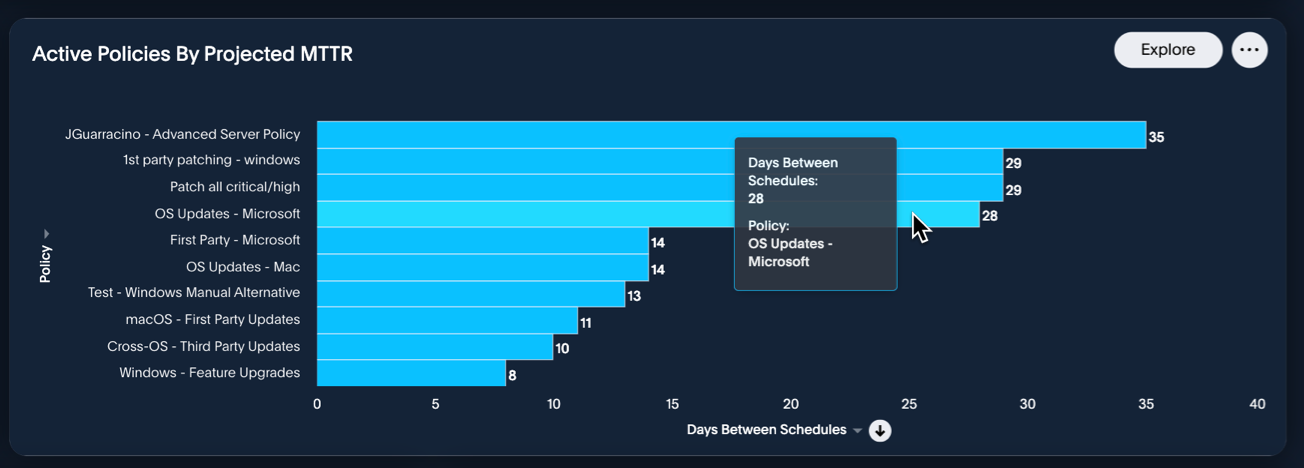 Active Policies By Projected MTTR
Explore
JGuarracino - Advanced Server Policy
35
1st party patching - windows
29
Patch all critical/high
29
OS Updates - Microsoft
28
First Party - Microsoft
14
OS Updates - Mac
14
Test - Windows Manual Alternative
13
macOS - First Party Updates
11
Cross-OS - Third Party Updates
10
Windows - Feature Upgrades
8
Days Between
Schedules:
28
Policy:
OS Updates -
Microsoft
Policy
0 5 10 15 20 25 30 35 40
Days Between Schedules